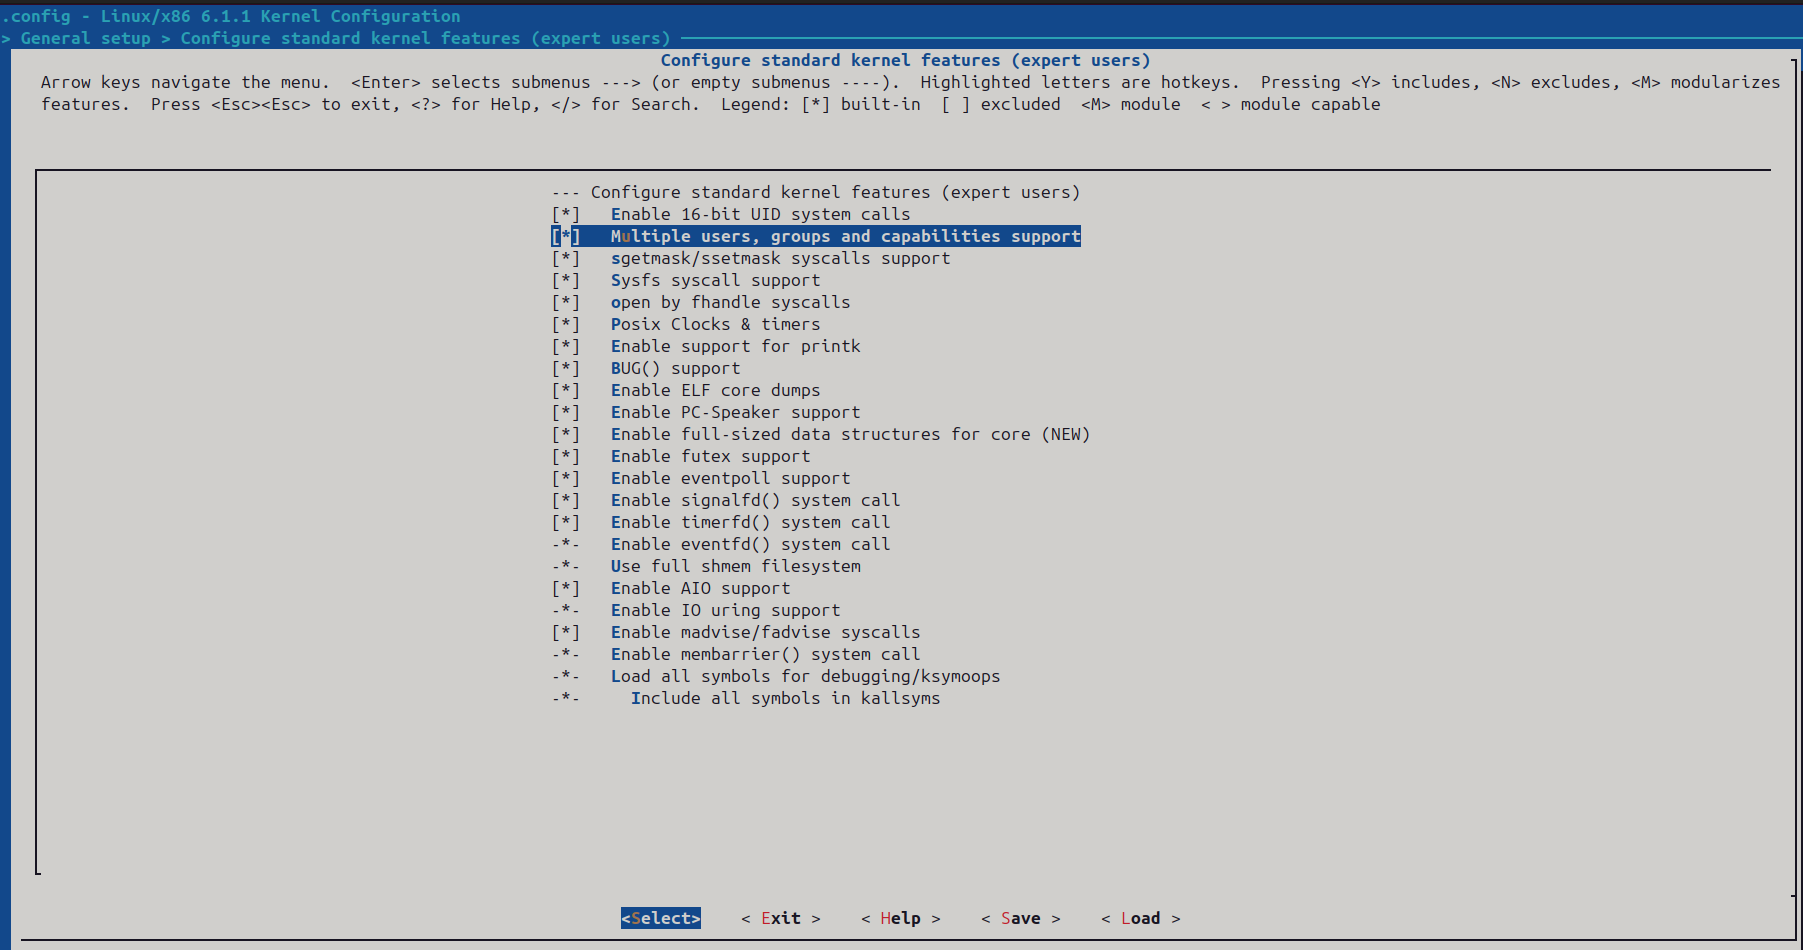 .config - Linux/x86 6.1.1 Kernel Configuration
> General setup > Configure standard kernel features (expert users)
Configure standard kernel features (expert users)
Arrow keys navigate the menu.  <Enter> selects submenus ---> (or empty submenus ----).  Highlighted letters are hotkeys.  Pressing <Y> includes, <N> excludes, <M> modularizes
features.  Press <Esc><Esc> to exit, <?> for Help, </> for Search.  Legend: [*] built-in  [ ] excluded  <M> module  < > module capable
--- Configure standard kernel features (expert users)
[*]   Enable 16-bit UID system calls
[*]   Multiple users, groups and capabilities support
[*]   sgetmask/ssetmask syscalls support
[*]   Sysfs syscall support
[*]   open by fhandle syscalls
[*]   Posix Clocks & timers
[*]   Enable support for printk
[*]   BUG() support
[*]   Enable ELF core dumps
[*]   Enable PC-Speaker support
[*]   Enable full-sized data structures for core (NEW)
[*]   Enable futex support
[*]   Enable eventpoll support
[*]   Enable signalfd() system call
[*]   Enable timerfd() system call
-*-   Enable eventfd() system call
-*-   Use full shmem filesystem
[*]   Enable AIO support
-*-   Enable IO uring support
[*]   Enable madvise/fadvise syscalls
-*-   Enable membarrier() system call
-*-   Load all symbols for debugging/ksymoops
-*-     Include all symbols in kallsyms
<Select>    < Exit >    < Help >    < Save >    < Load >